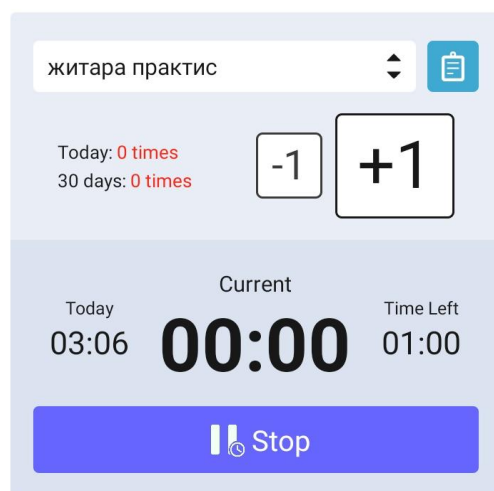 житара практис
Today: 0 times
30 days: 0 times
-1
+1
Current
Today
Time Left
03:06
00:00
01:00
Stop